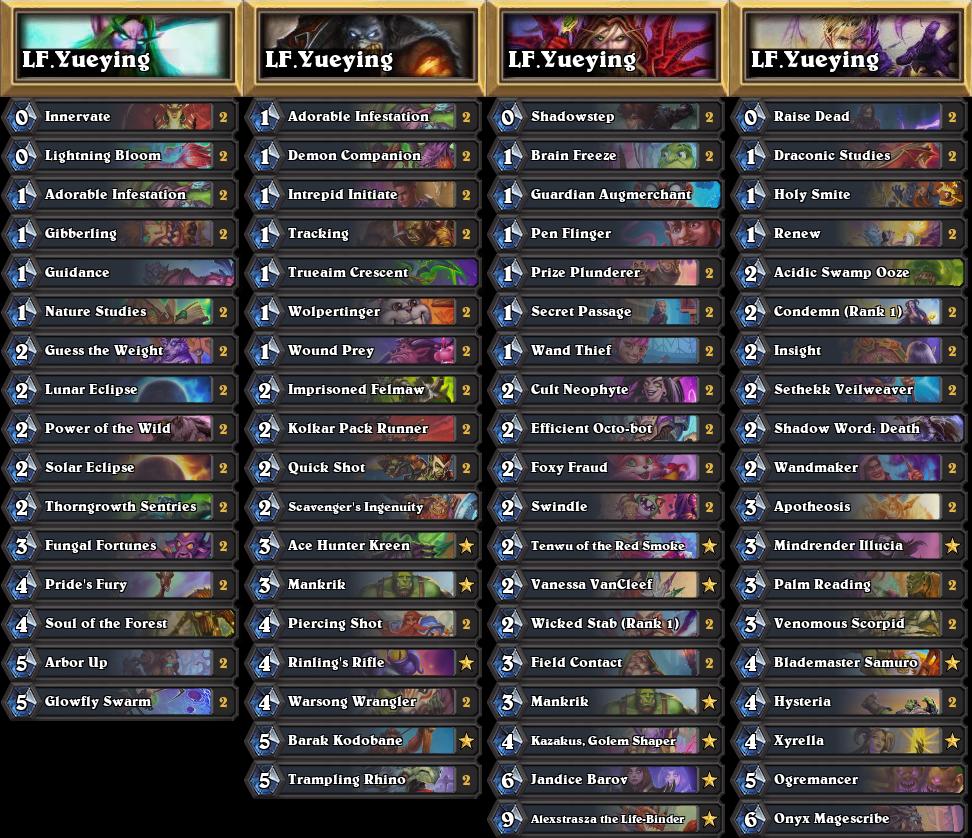 LF.Yueying
0 Innervate 2
0 Lightning Bloom 2
1 Adorable Infestation 2
1 Gibberling 2
1 Guidance
1 Nature Studies 2
2 Guess the Weight 2
2 Lunar Eclipse 2
2 Power of the Wild 2
2 Solar Eclipse 2
2 Thorngrowth Sentries 2
3 Fungal Fortunes 2
4 Pride's Fury 2
4 Soul of the Forest
5 Arbor Up 2
5 Glowfly Swarm 2
LF.Yueying
1 Adorable Infestation 2
1 Demon Companion 2
1 Intrepid Initiate 2
1 Tracking 2
1 Trueaim Crescent
1 Wolpertinger 2
1 Wound Prey 2
2 Imprisoned Felmaw 2
2 Kolkar Pack Runner 2
2 Quick Shot 2
2 Scavenger's Ingenuity
3 Ace Hunter Kreen
3 Mankrik
4 Piercing Shot 2
4 Rinling's Rifle
4 Warsong Wrangler 2
5 Barak Kodobane
5 Trampling Rhino 2
LF.Yueying
0 Shadowstep 2
1 Brain Freeze 2
1 Guardian Augmerchant
1 Pen Flinger
1 Prize Plunderer 2
1 Secret Passage 2
1 Wand Thief 2
2 Cult Neophyte 2
2 Efficient Octo-bot 2
2 Foxy Fraud 2
2 Swindle 2
2 Tenwu of the Red Smoke
2 Vanessa VanCleef
2 Wicked Stab (Rank 1) 2
3 Field Contact 2
3 Mankrik
4 Kazakus, Golem Shaper
6 Jandice Barov
9 Alexstrasza the Life-Binder
LF.Yueying
0 Raise Dead 2
1 Draconic Studies 2
1 Holy Smite 2
1 Renew 2
2 Acidic Swamp Ooze
2 Condemn (Rank 1) 2
2 Insight 2
2 Sethekk Veilweaver 2
2 Shadow Word: Death
2 Wandmaker 2
3 Apotheosis 2
3 Mindrender Illucia
3 Palm Reading 2
3 Venomous Scorpid 2
4 Blademaster Samuro
4 Hysteria 2
4 Xyrella
5 Ogremancer
6 Onyx Magescribe